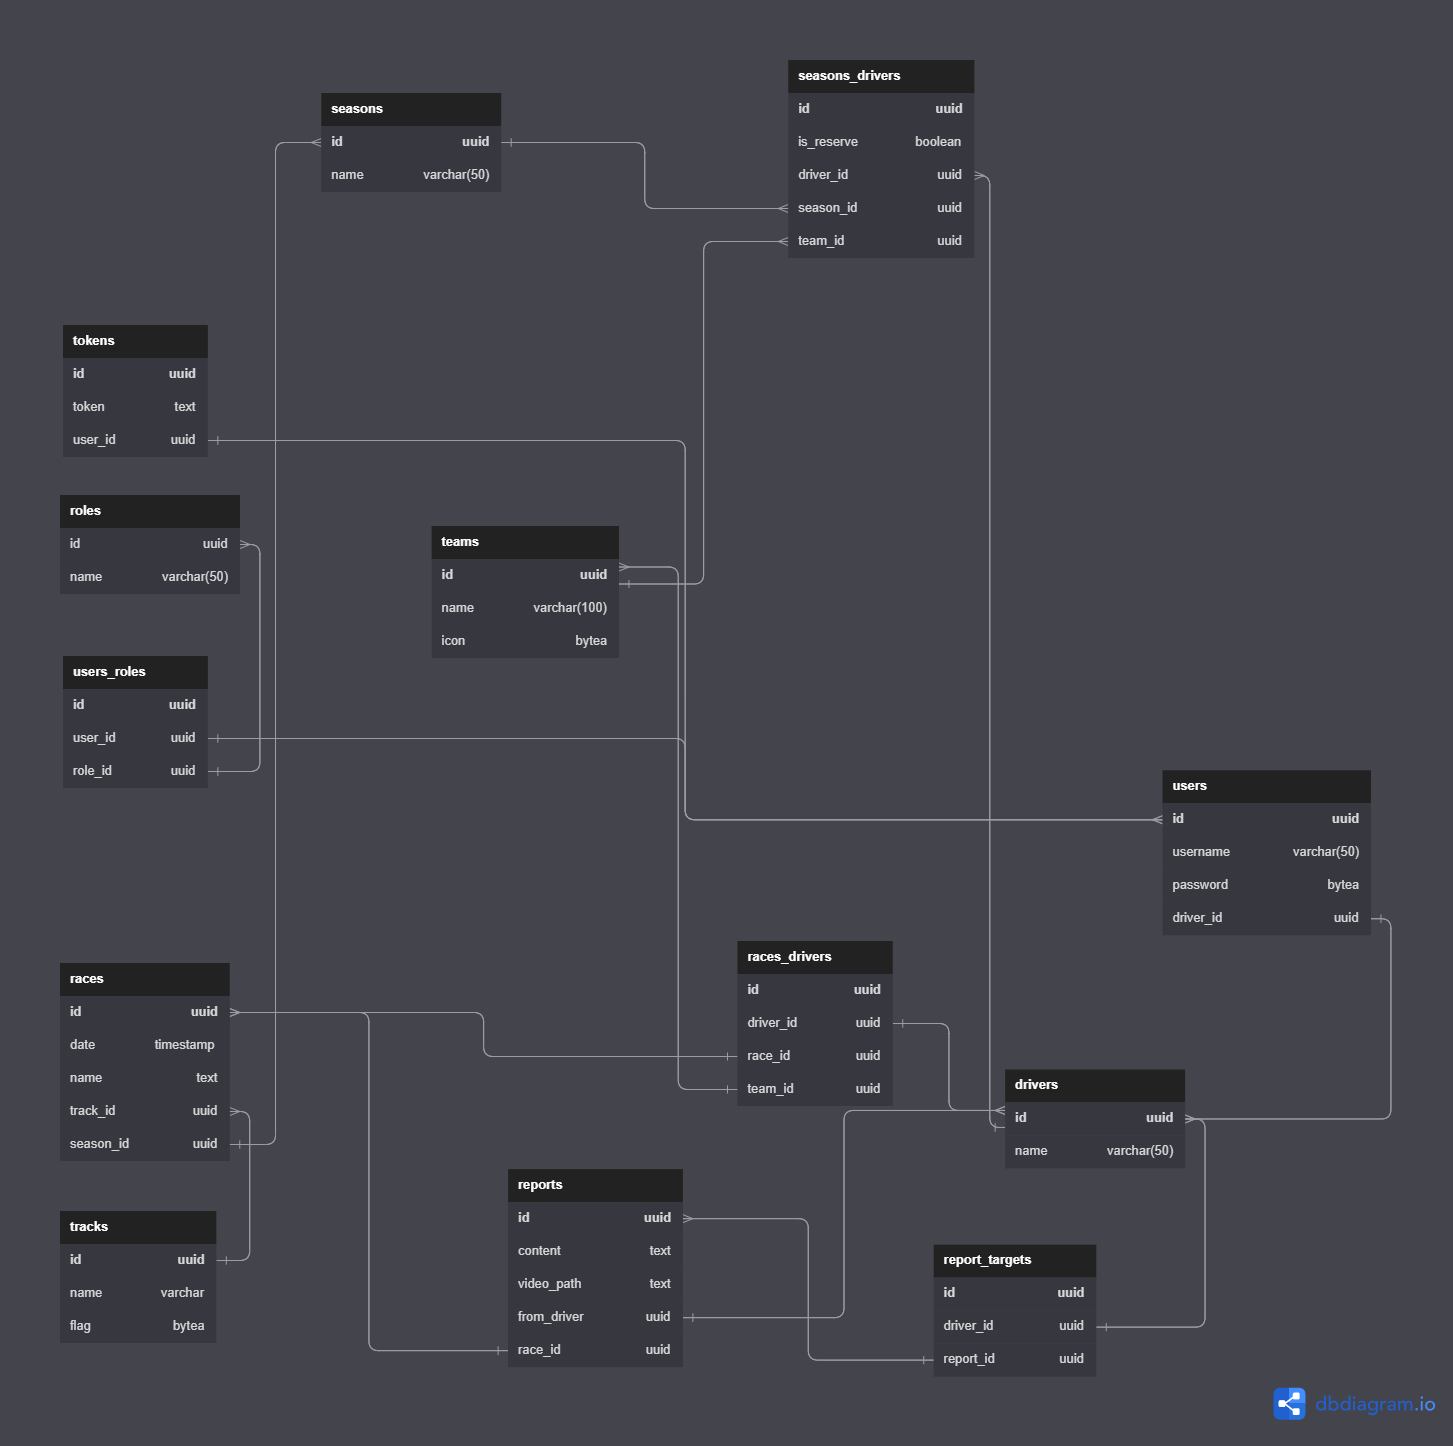 seasons_drivers
id uuid
is_reserve boolean
driver_id uuid
season_id uuid
team_id uuid
seasons
id uuid
name varchar(50)
tokens
id uuid
token text
user_id uuid
roles
id uuid
name varchar(50)
teams
id uuid
name varchar(100)
icon bytea
users_roles
id uuid
user_id uuid
role_id uuid
users
id uuid
username varchar(50)
password bytea
driver_id uuid
races_drivers
id uuid
driver_id uuid
race_id uuid
team_id uuid
races
id uuid
date timestamp
name text
track_id uuid
season_id uuid
drivers
id uuid
name varchar(50)
reports
id uuid
content text
video_path text
from_driver uuid
race_id uuid
tracks
id uuid
name varchar
flag bytea
report_targets
id uuid
driver_id uuid
report_id uuid
dbdiagram.io